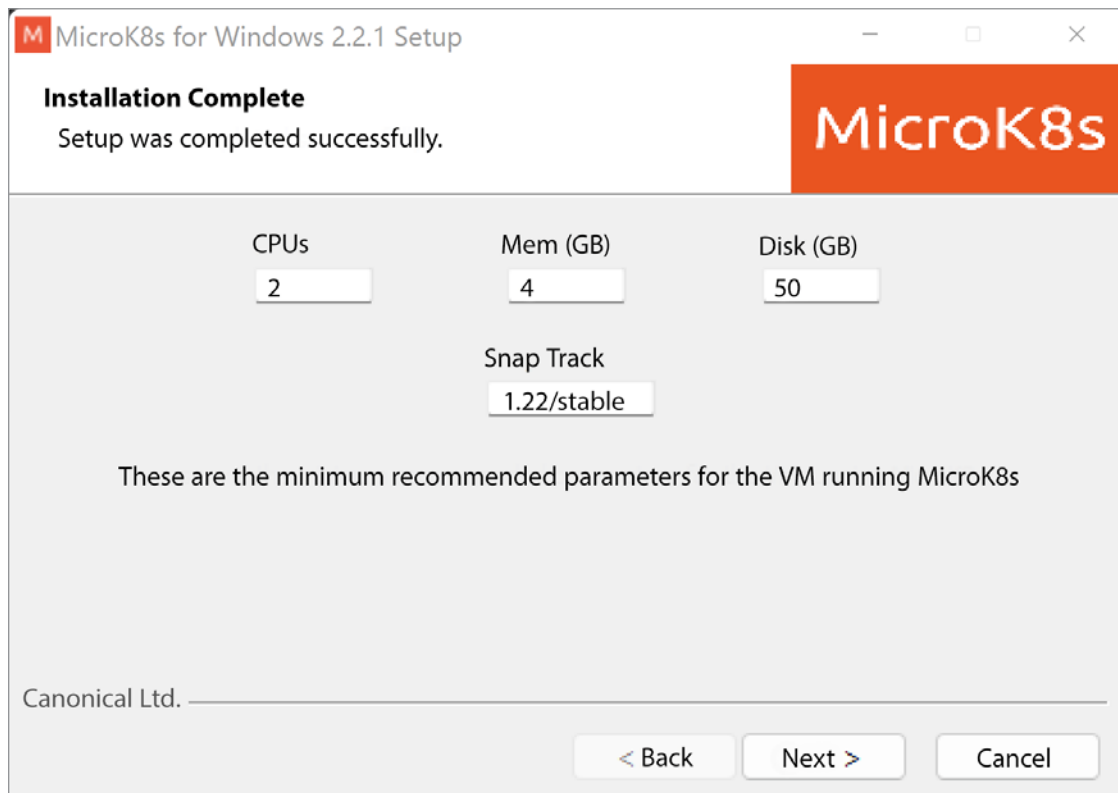 M MicroK8s for Windows 2.2.1 Setup
Installation Complete
Setup was completed successfully.
MicroK8s
CPUs Mem (GB) Disk (GB)
2 4 50
Snap Track
1.22/stable
These are the minimum recommended parameters for the VM running MicroK8s
Canonical Ltd.
< Back Next > Cancel